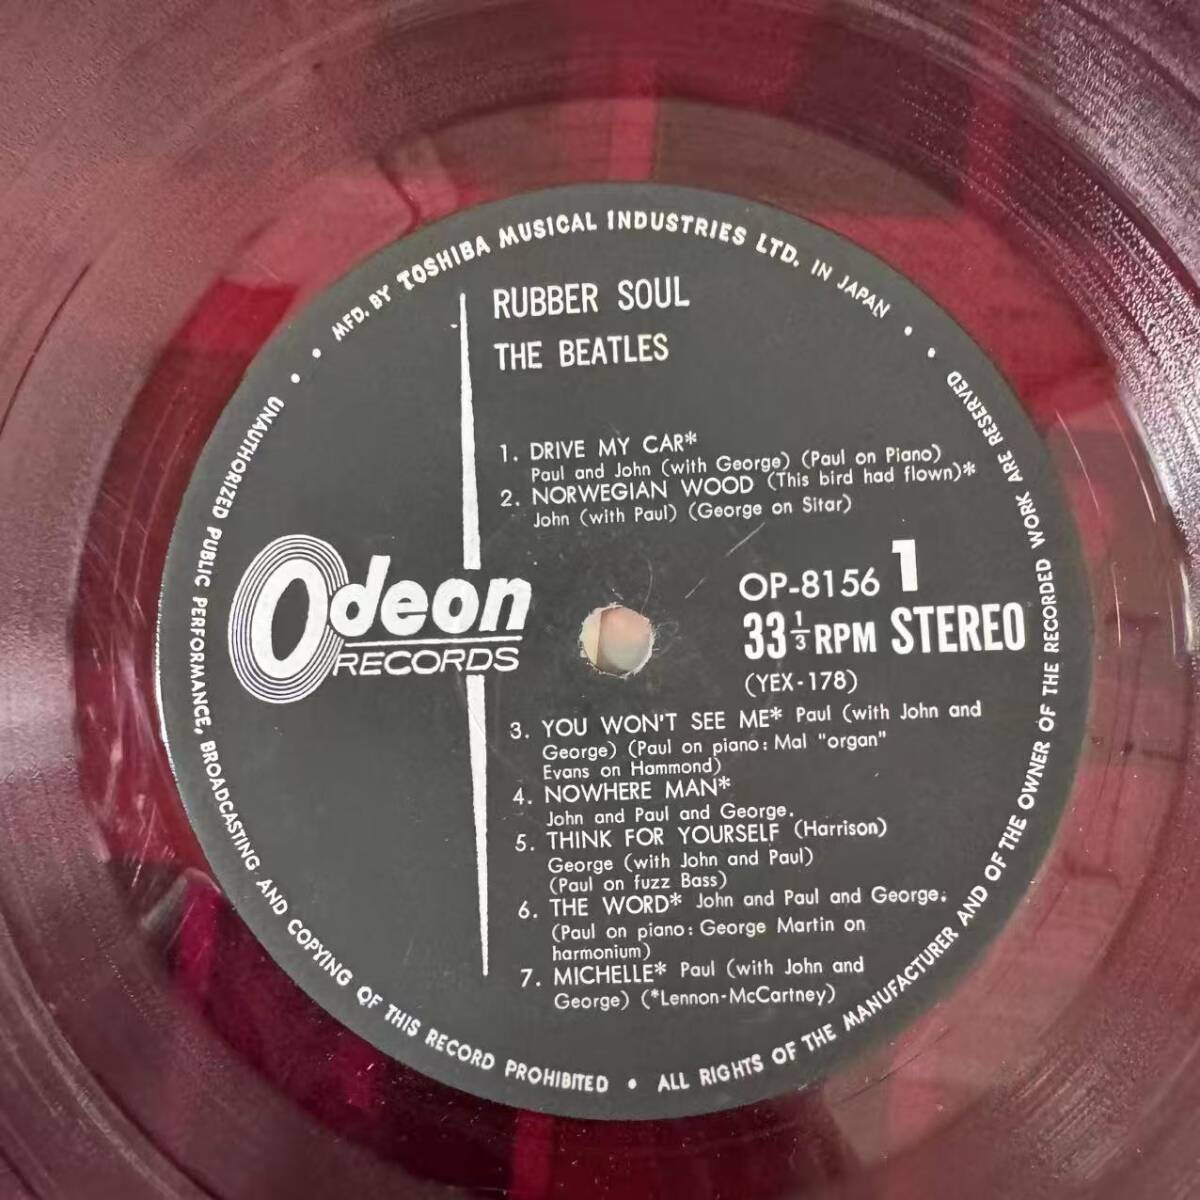 MFD. BY TOSHIBA MUSICAL INDUSTRIES LTD. IN JAPAN
RUBBER SOUL
THE BEATLES
1. DRIVE MY CAR*
Paul and John (with George) (Paul on Piano)
2. NORWEGIAN WOOD (This bird had flown)*
John (with Paul) (George on Sitar)
Odeon
RECORDS
OP-8156 1
33 1/3 RPM STEREO
(YEX-178)
3. YOU WON'T SEE ME* Paul (with John and
George) (Paul on piano: Mal "organ"
Evans on Hammond)
4. NOWHERE MAN*
John and Paul and George.
5. THINK FOR YOURSELF (Harrison)
George (with John and Paul)
(Paul on fuzz Bass)
6. THE WORD* John and Paul and George.
(Paul on piano: George Martin on
harmonium)
7. MICHELLE* Paul (with John and
George) (*Lennon-McCartney)
UNAUTHORIZED PUBLIC PERFORMANCE, BROADCASTING AND COPYING OF THIS RECORD PROHIBITED • ALL RIGHTS OF THE MANUFACTURER AND OF THE OWNER OF THE RECORDED WORK ARE RESERVED